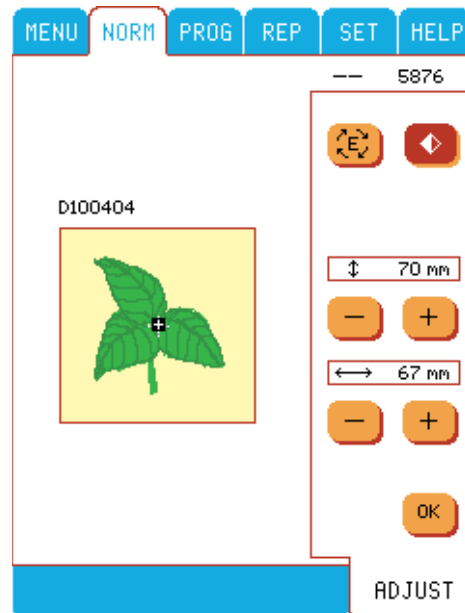 MENU NORM PROG REP SET HELP
-- 5876
E
D100404
↕ 70 mm
− +
↔ 67 mm
− +
OK
ADJUST